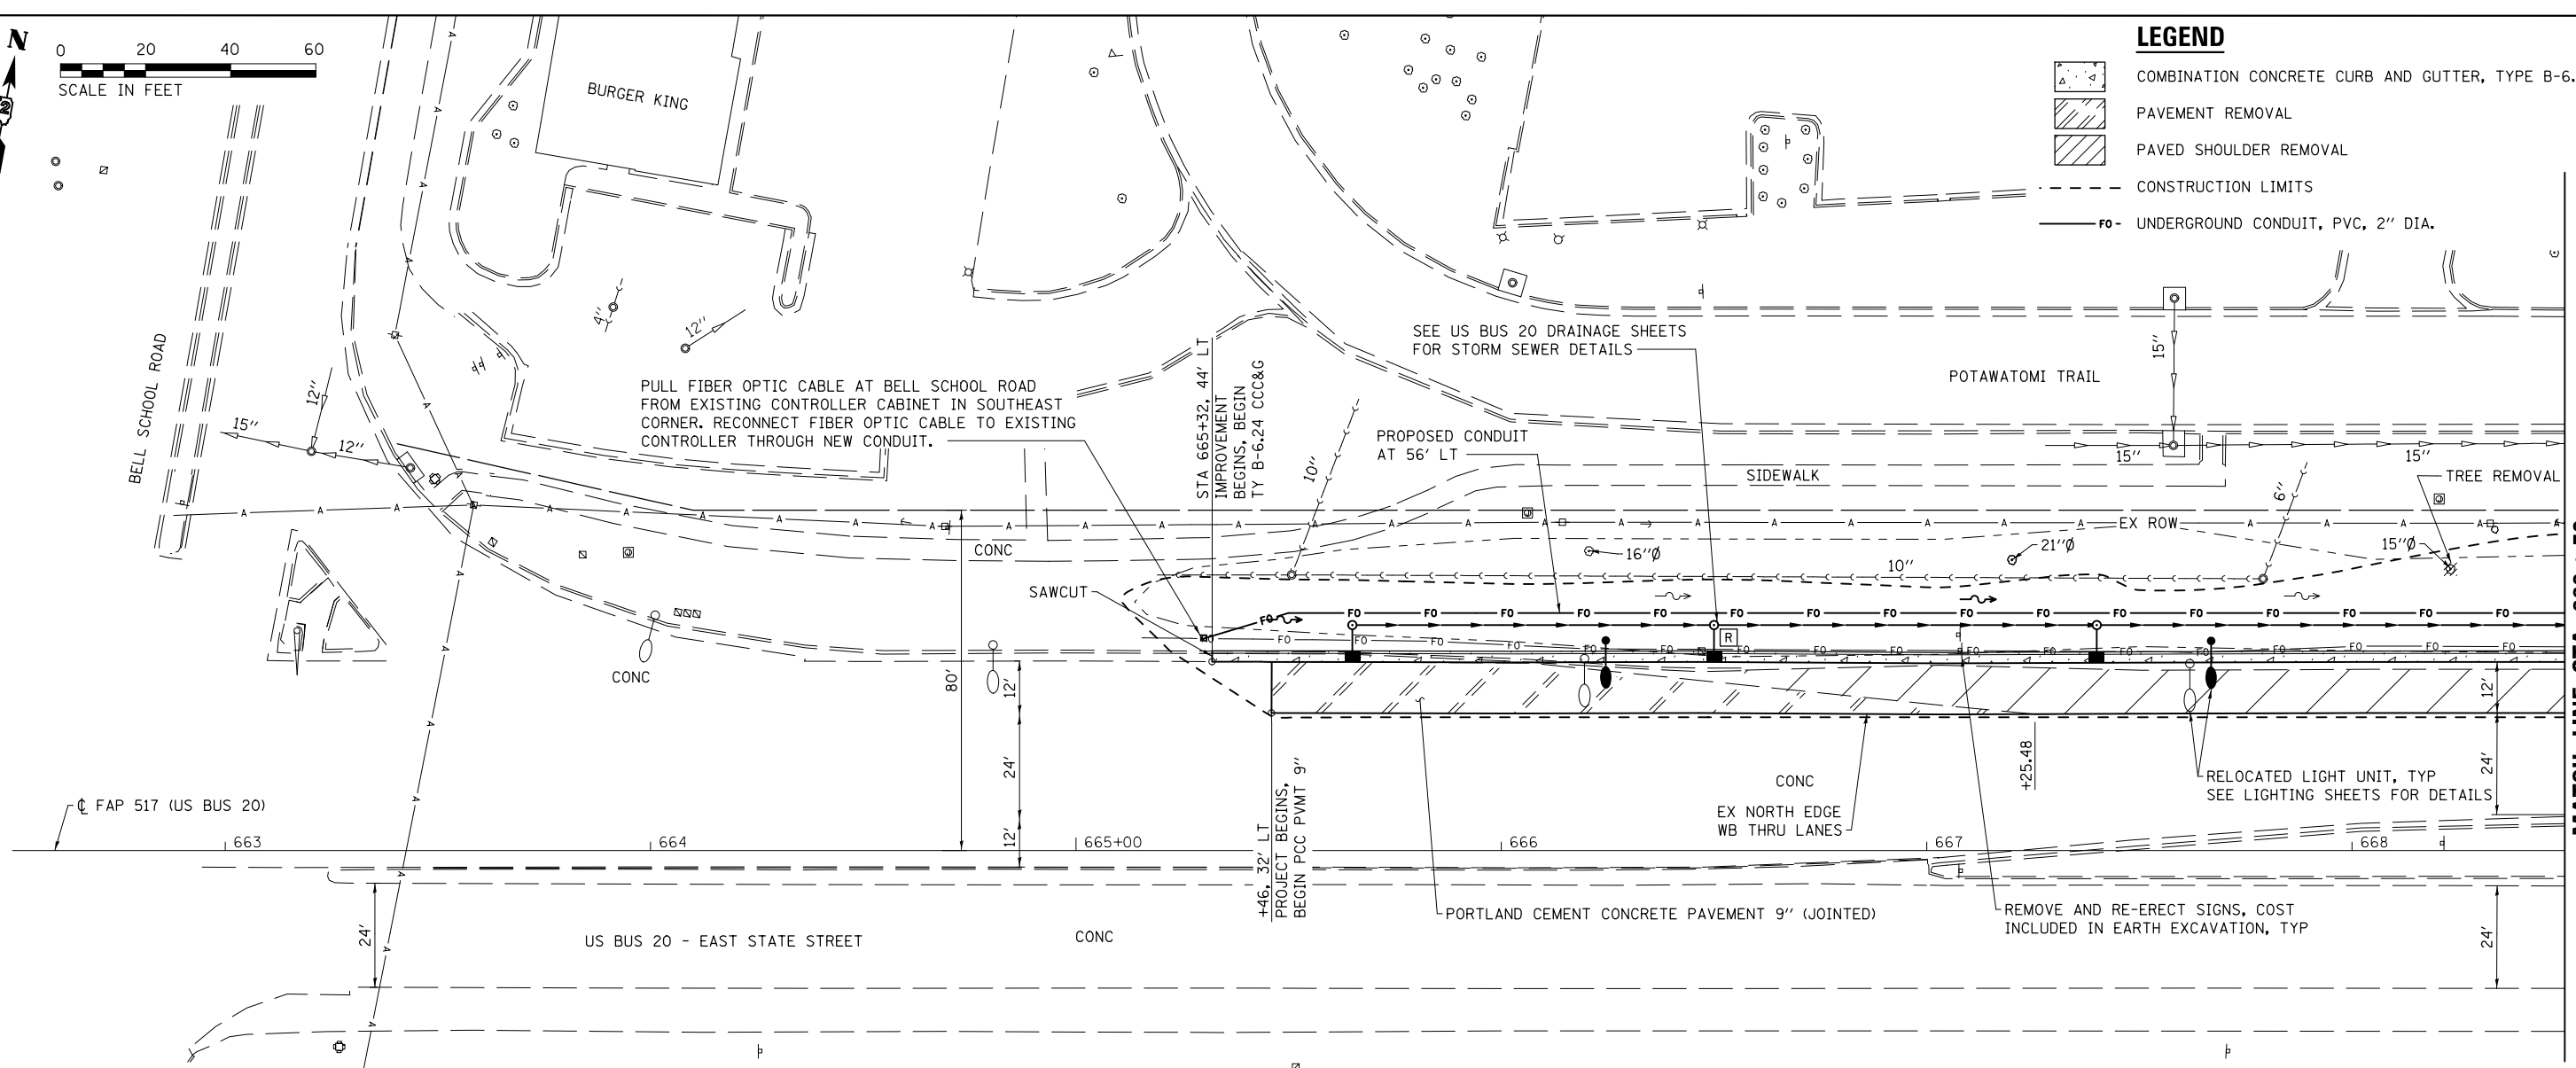 N
0 20 40 60
SCALE IN FEET
2
BURGER KING
LEGEND
COMBINATION CONCRETE CURB AND GUTTER, TYPE B-6.
PAVEMENT REMOVAL
PAVED SHOULDER REMOVAL
CONSTRUCTION LIMITS
FO UNDERGROUND CONDUIT, PVC, 2" DIA.
BELL SCHOOL ROAD
4"
12"
12"
15"
12"
PULL FIBER OPTIC CABLE AT BELL SCHOOL ROAD
FROM EXISTING CONTROLLER CABINET IN SOUTHEAST
CORNER. RECONNECT FIBER OPTIC CABLE TO EXISTING
CONTROLLER THROUGH NEW CONDUIT.
STA 665+32, 44' LT
IMPROVEMENT
BEGINS, BEGIN
TY B-6.24 CCC&G
SEE US BUS 20 DRAINAGE SHEETS
FOR STORM SEWER DETAILS
PROPOSED CONDUIT
AT 56' LT
10"
POTAWATOMI TRAIL
15"
15"
15"
SIDEWALK
TREE REMOVAL
6"
EX ROW
16"Ø
21"Ø
15"Ø
10"
CONC
SAWCUT
CONC
80'
12'
24'
12'
R
12'
24'
+25.48
RELOCATED LIGHT UNIT, TYP
SEE LIGHTING SHEETS FOR DETAILS
CONC
EX NORTH EDGE
WB THRU LANES
℄ FAP 517 (US BUS 20)
663
664
665+00
666
667
668
+46, 32' LT
PROJECT BEGINS,
BEGIN PCC PVMT 9"
PORTLAND CEMENT CONCRETE PAVEMENT 9" (JOINTED)
REMOVE AND RE-ERECT SIGNS, COST
INCLUDED IN EARTH EXCAVATION, TYP
24'
US BUS 20 - EAST STATE STREET
CONC
24'